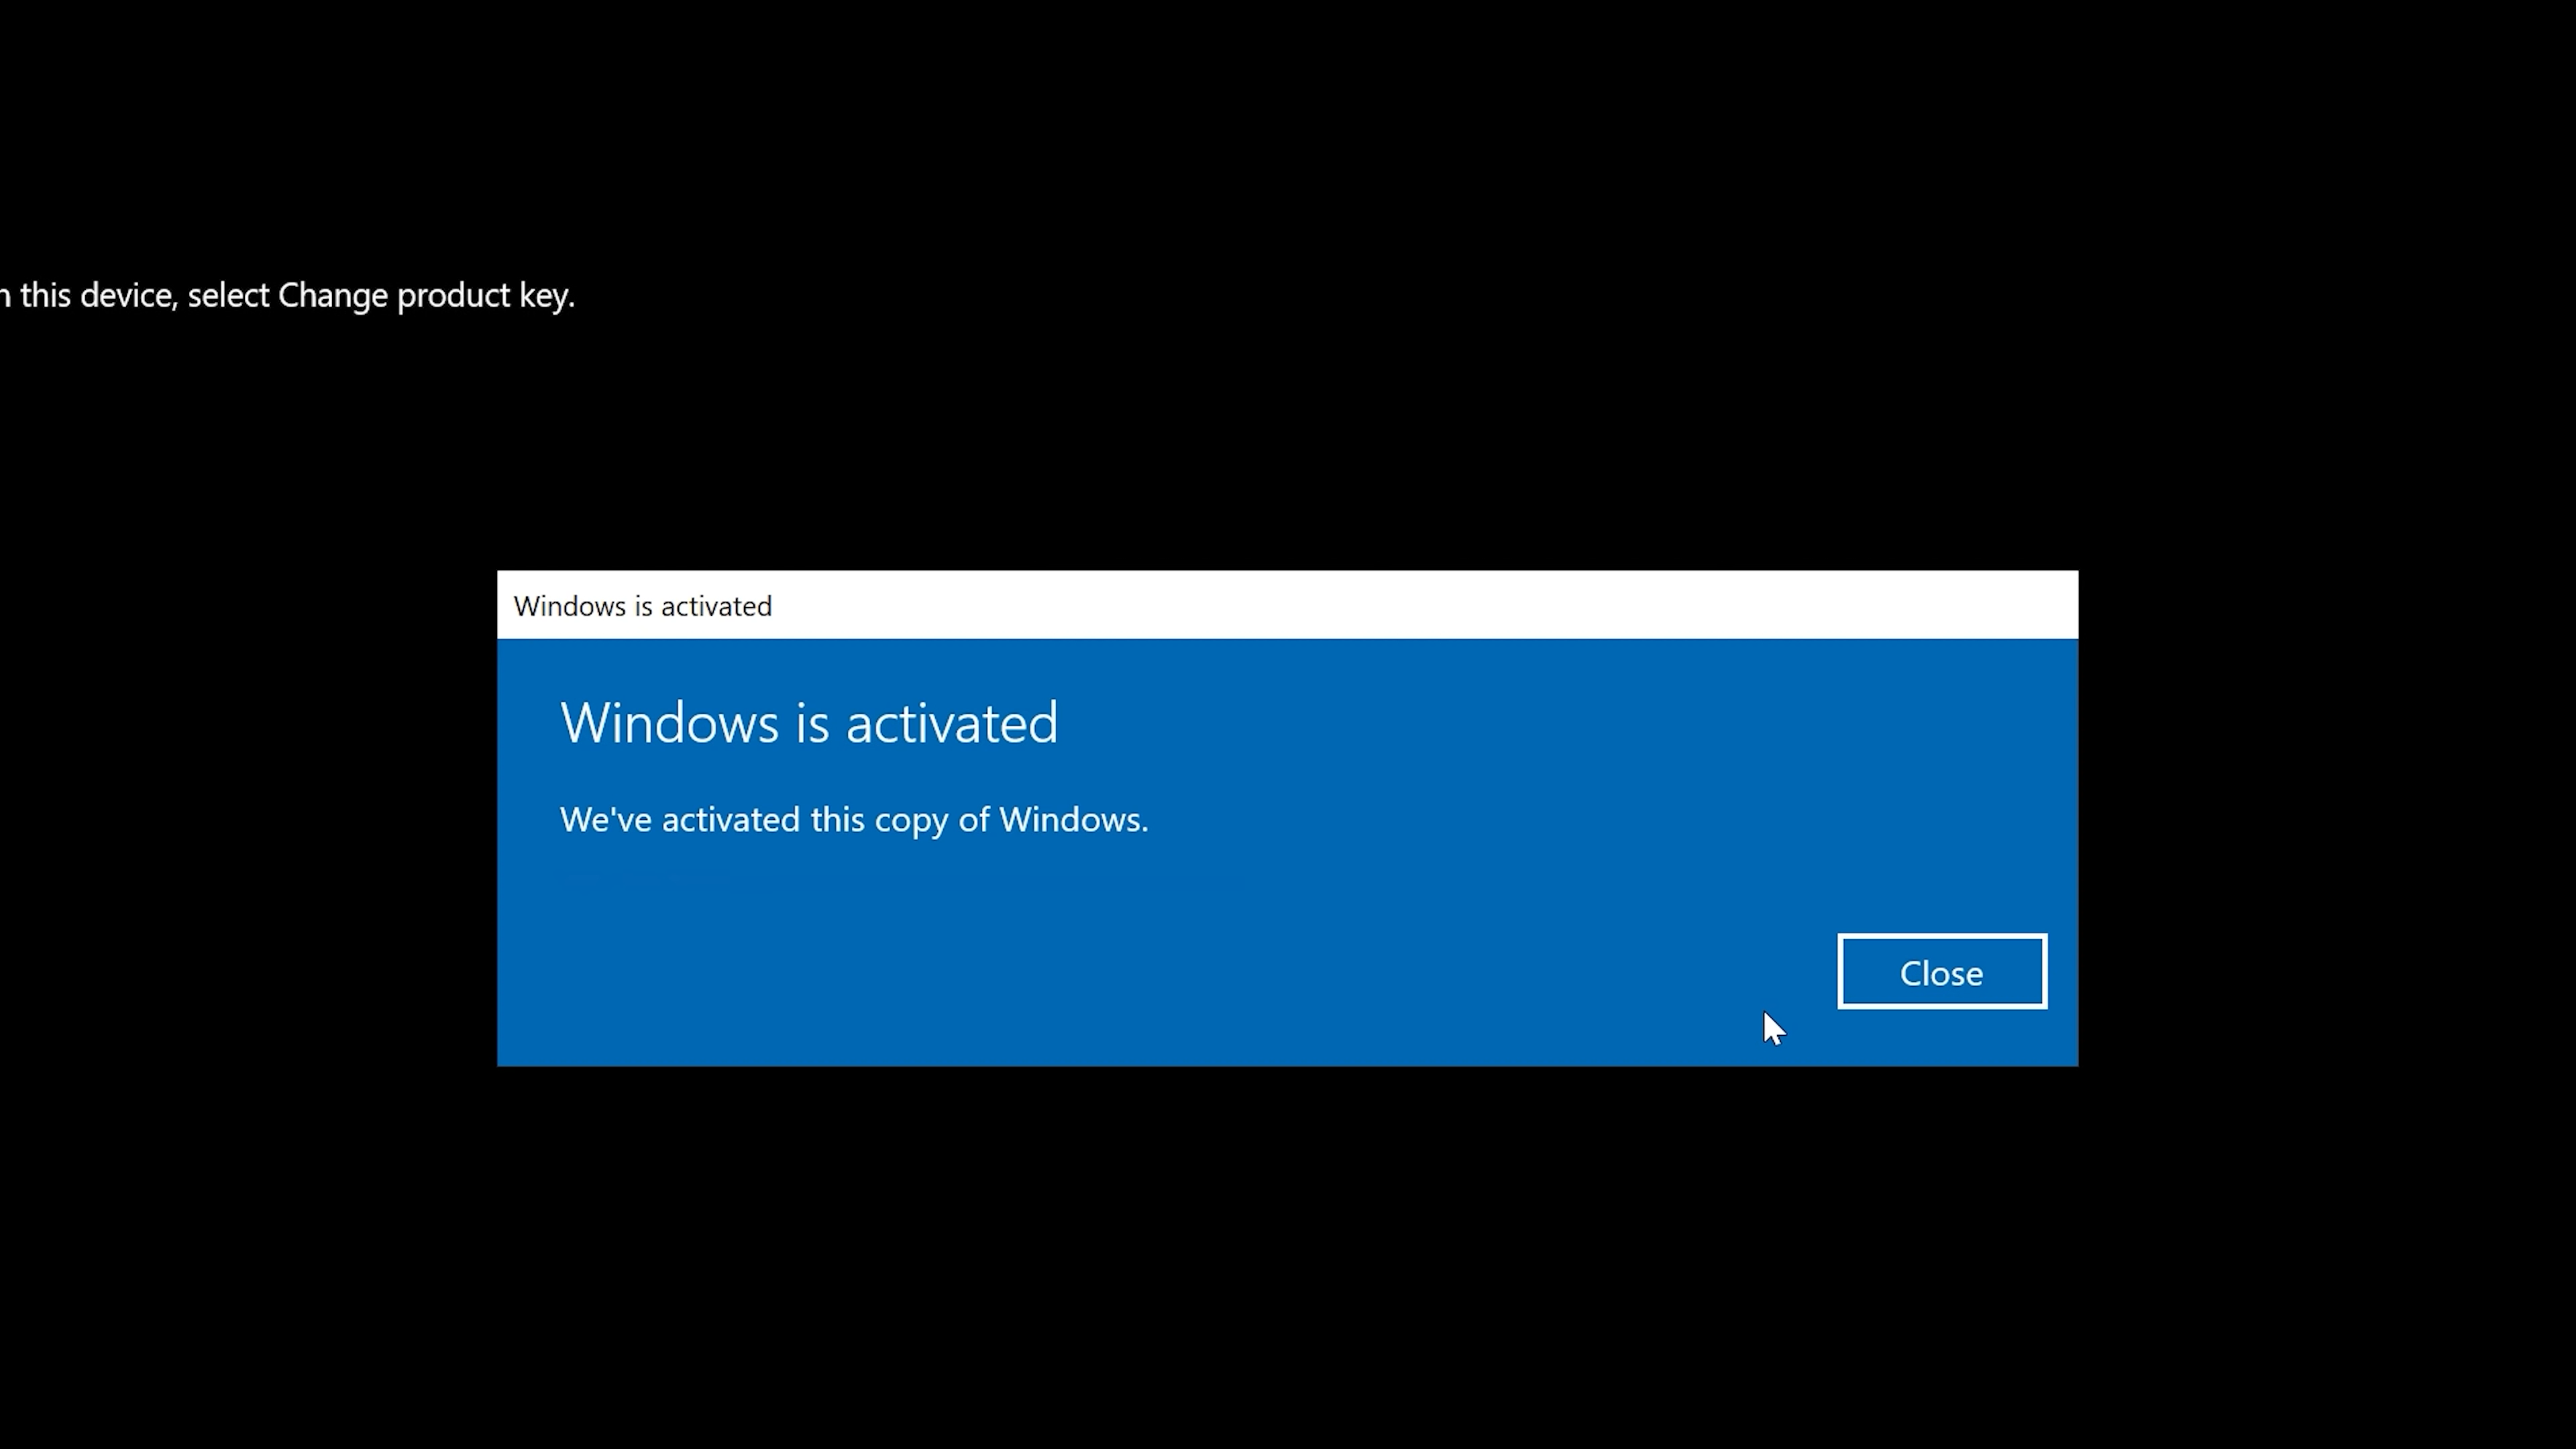 this device, select Change product key.
Windows is activated
Windows is activated
We've activated this copy of Windows.
Close